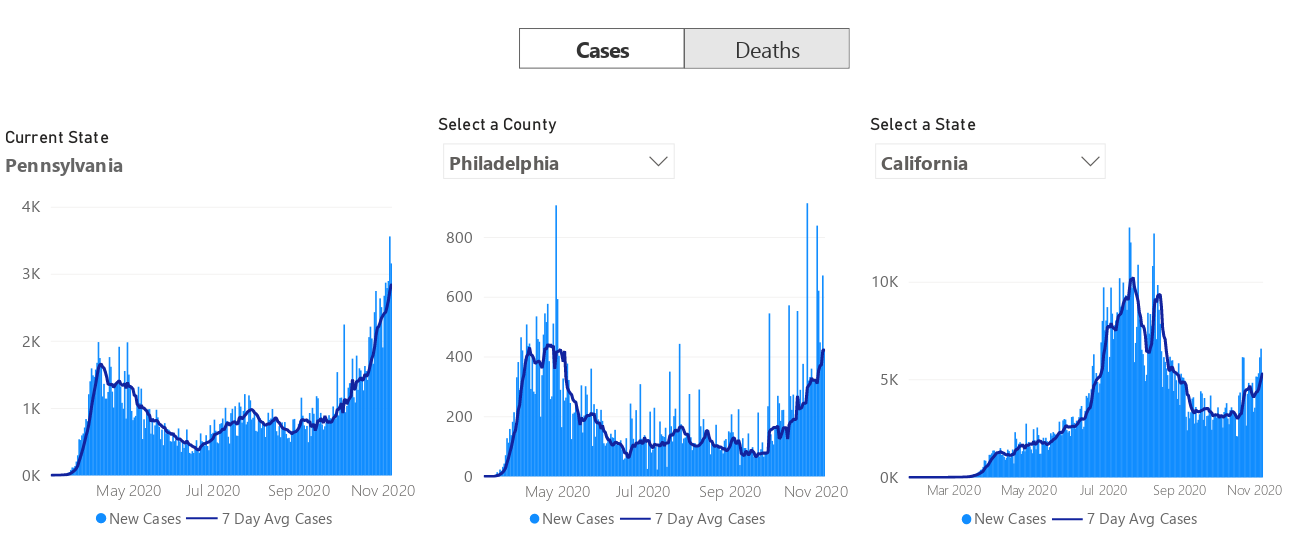 Cases Deaths
Current State
Pennsylvania
4K
3K
2K
1K
0K
May 2020 Jul 2020 Sep 2020 Nov 2020
New Cases 7 Day Avg Cases
Select a County
Philadelphia
800
600
400
200
0
May 2020 Jul 2020 Sep 2020 Nov 2020
New Cases 7 Day Avg Cases
Select a State
California
10K
5K
0K
Mar 2020 May 2020 Jul 2020 Sep 2020 Nov 2020
New Cases 7 Day Avg Cases